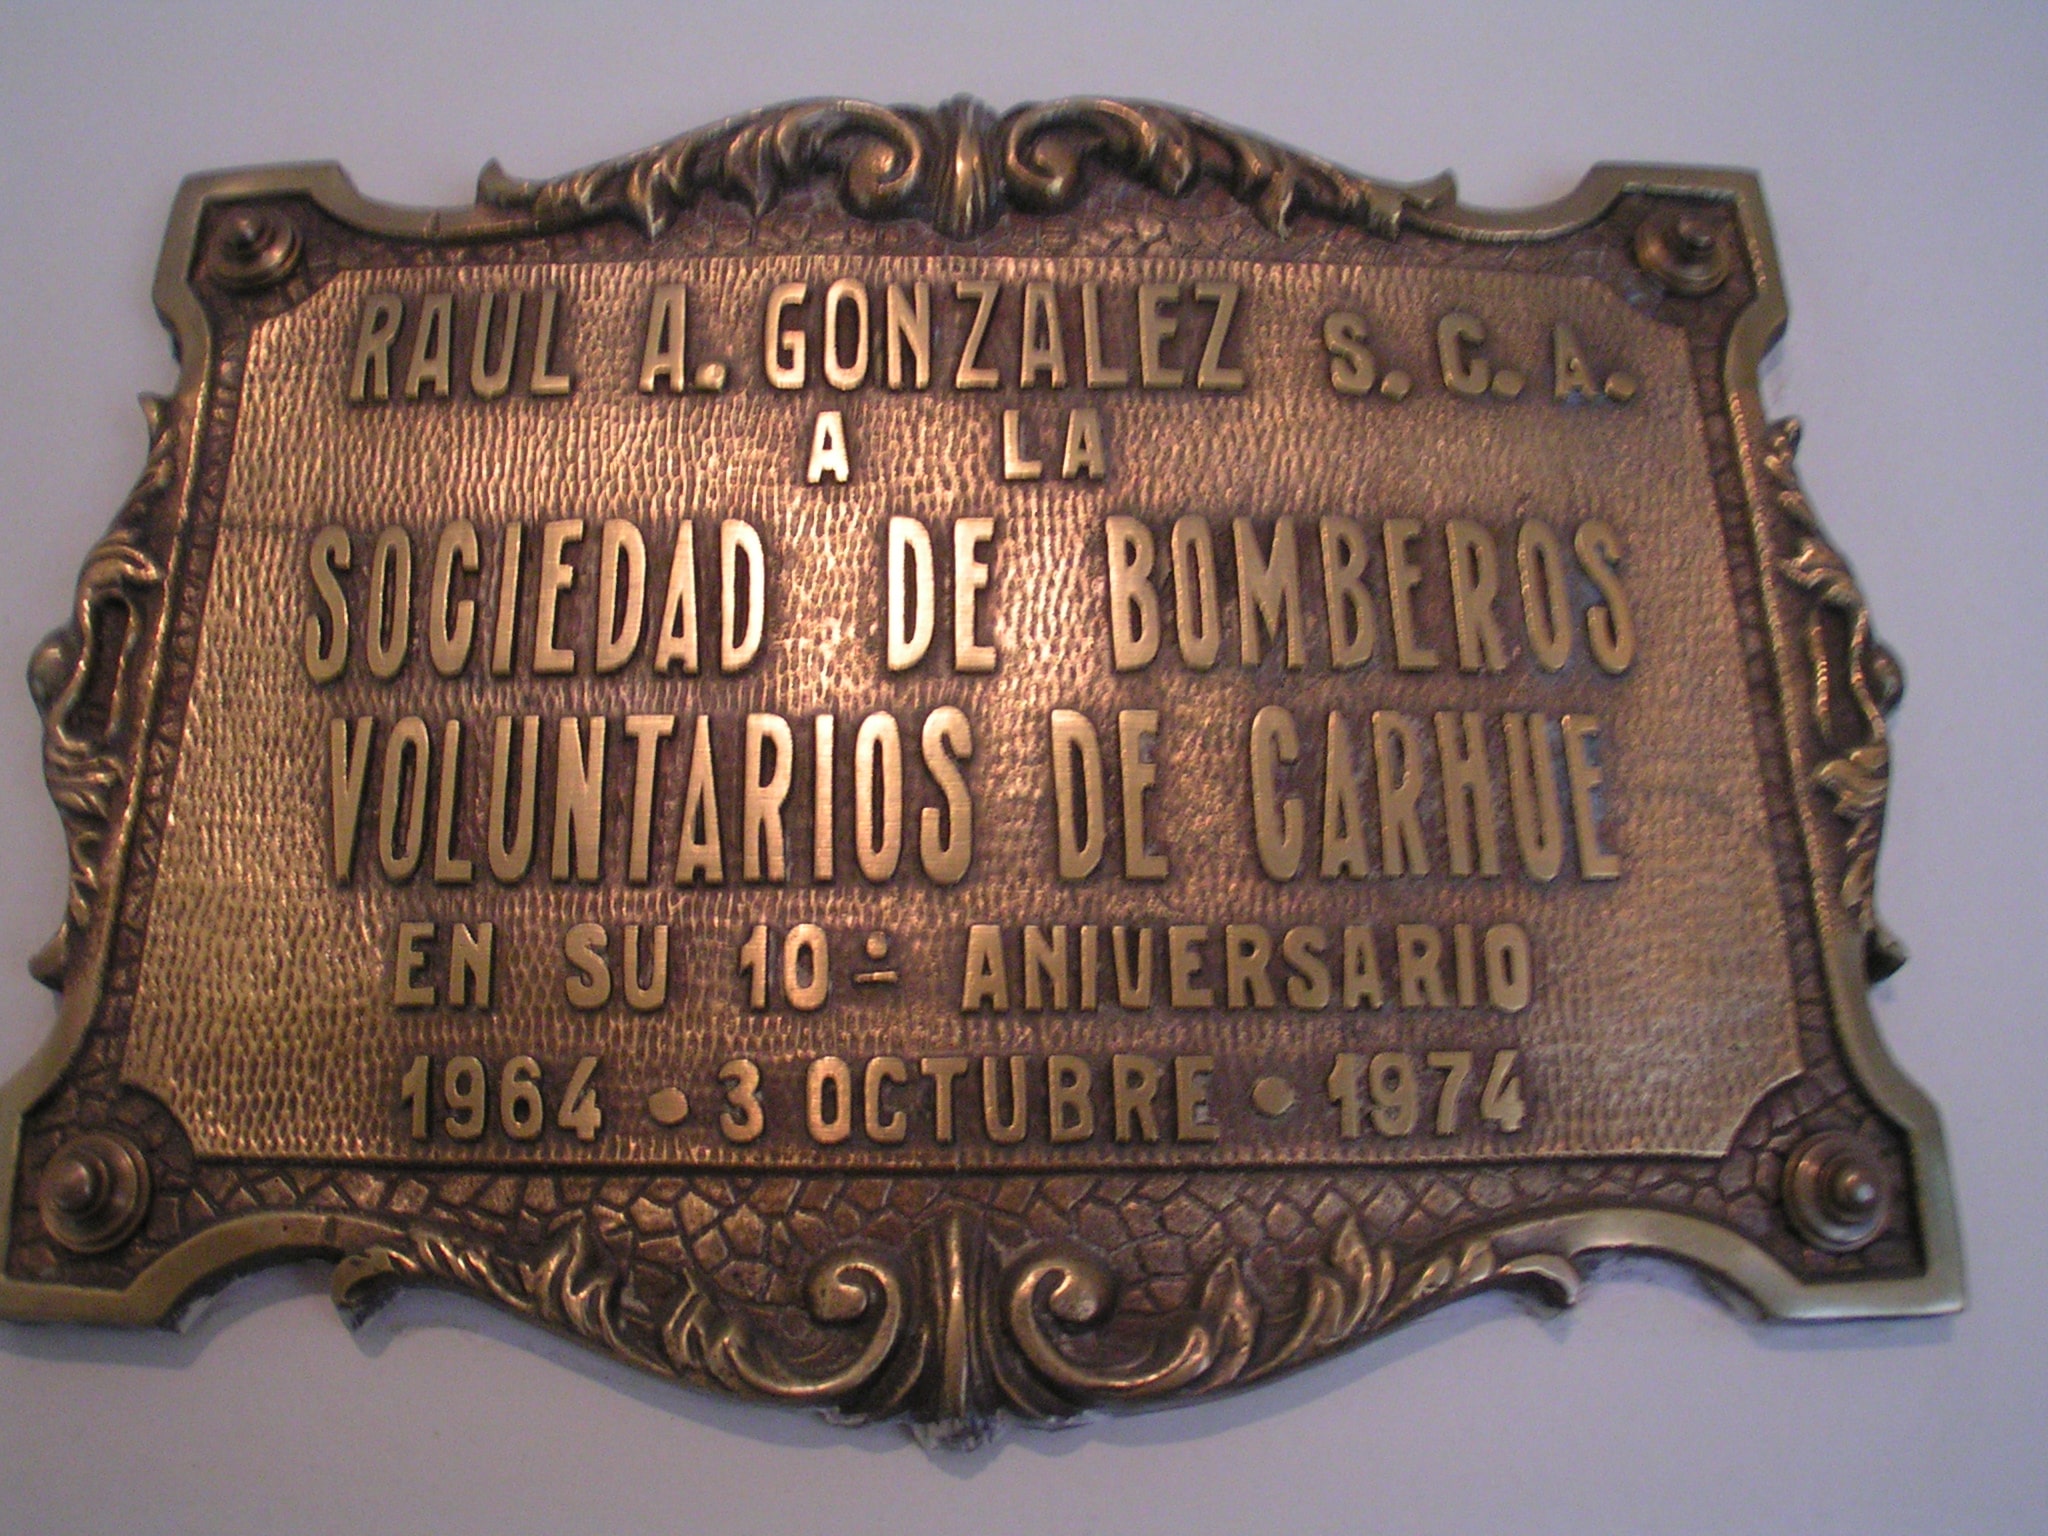 RAUL A. GONZALEZ S.C.A.
A LA
SOCIEDAD DE BOMBEROS
VOLUNTARIOS DE CARHUE
EN SU 10º ANIVERSARIO
1964 • 3 OCTUBRE • 1974